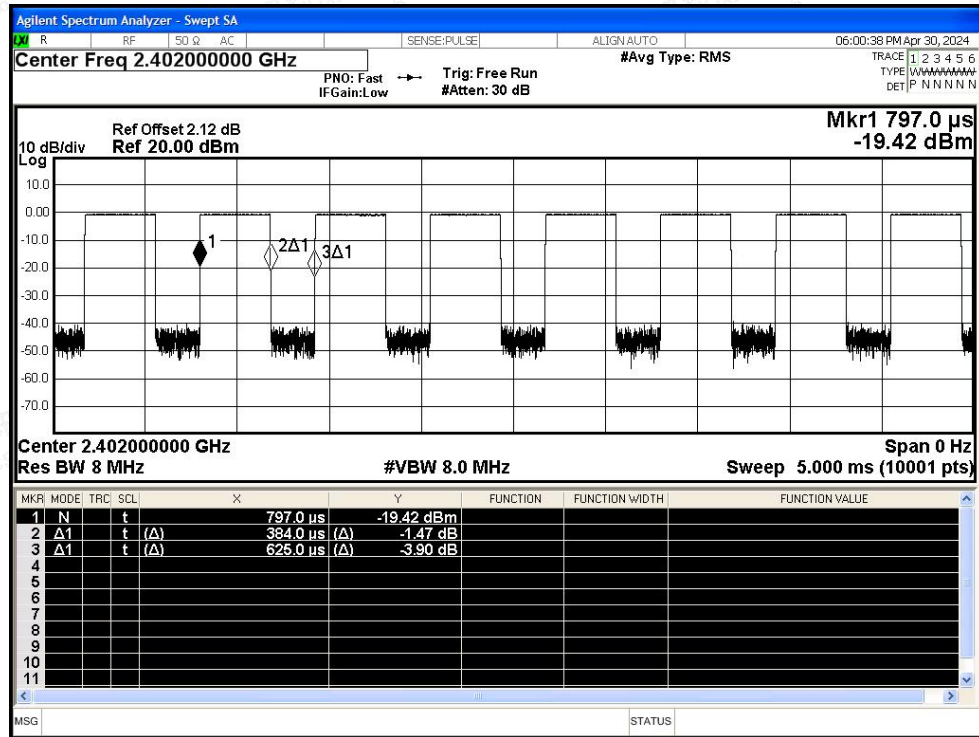 Agilent Spectrum Analyzer - Swept SA
LXI R RF 50 Ω AC SENSE:PULSE ALIGN AUTO 06:00:38 PM Apr 30, 2024
Center Freq 2.402000000 GHz #Avg Type: RMS TRACE 1 2 3 4 5 6
PNO: Fast Trig: Free Run TYPE WWWWWW
IFGain:Low #Atten: 30 dB DET P N N N N N
Mkr1 797.0 µs
Ref Offset 2.12 dB
10 dB/div Ref 20.00 dBm -19.42 dBm
Log
10.0
0.00
-10.0 1 2Δ1 3Δ1
-20.0
-30.0
-40.0
-50.0
-60.0
-70.0
Center 2.402000000 GHz Span 0 Hz
Res BW 8 MHz #VBW 8.0 MHz Sweep 5.000 ms (10001 pts)
MKR MODE TRC SCL X Y FUNCTION FUNCTION WIDTH FUNCTION VALUE
1 N t 797.0 µs -19.42 dBm
2 Δ1 t (Δ) 384.0 µs (Δ) -1.47 dB
3 Δ1 t (Δ) 625.0 µs (Δ) -3.90 dB
4
5
6
7
8
9
10
11
MSG STATUS